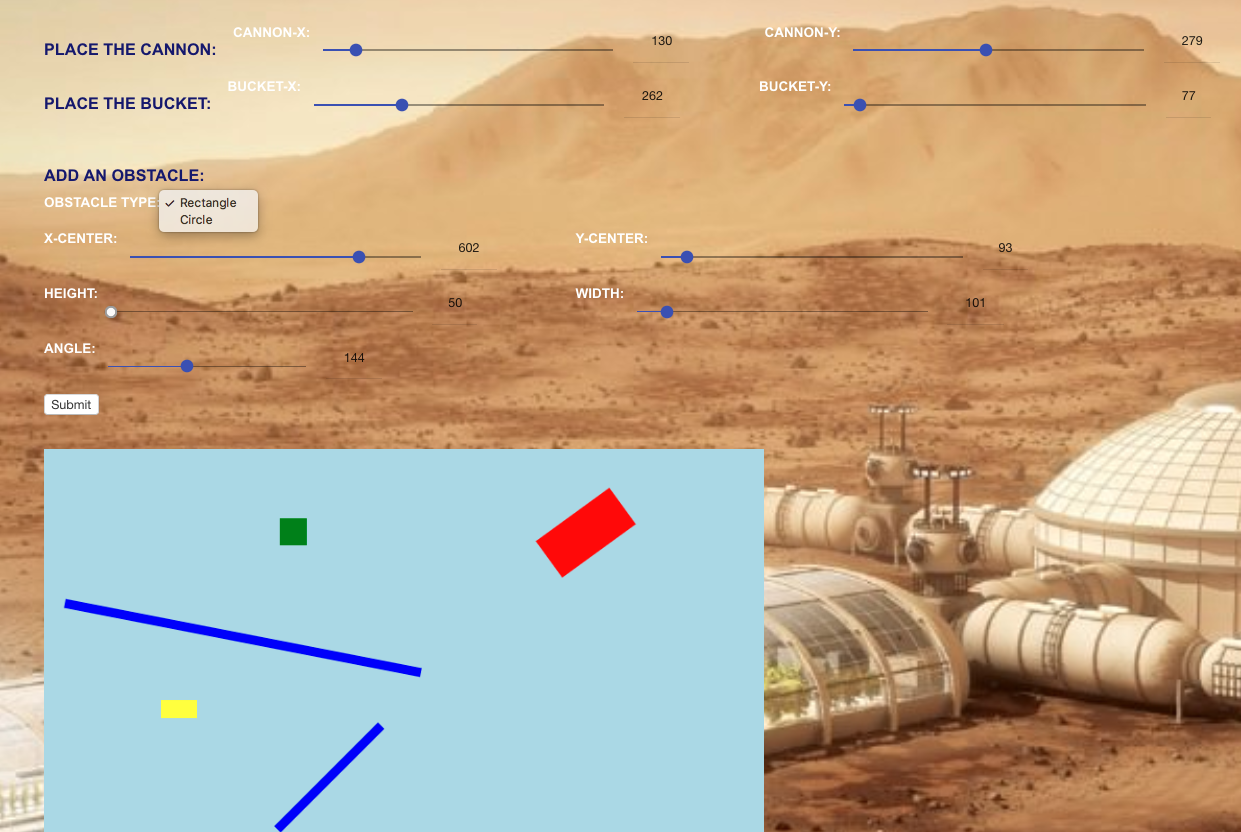 CANNON-X:
CANNON-Y:
PLACE THE CANNON:
130
279
BUCKET-X:
BUCKET-Y:
PLACE THE BUCKET:
262
77
ADD AN OBSTACLE:
OBSTACLE TYPE:
✓ Rectangle
Circle
X-CENTER:
602
Y-CENTER:
93
HEIGHT:
50
WIDTH:
101
ANGLE:
144
Submit